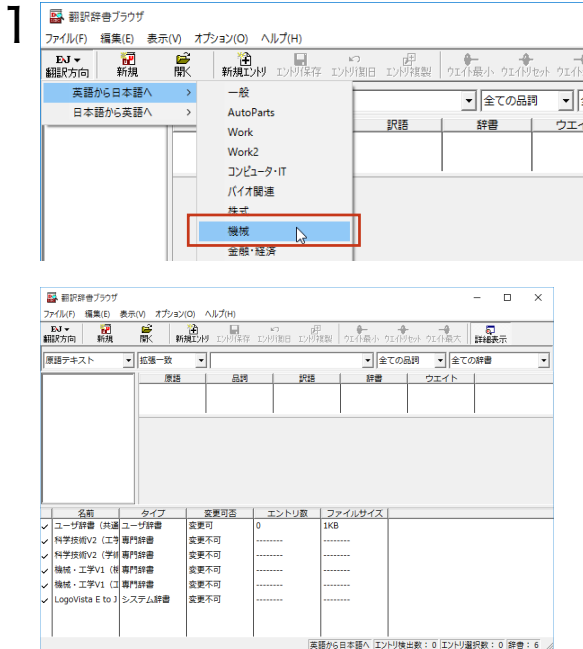 1
翻訳辞書ブラウザ
ファイル(F) 編集(E) 表示(V) オプション(O) ヘルプ(H)
EJ ▼
翻訳方向 新規 開く 新規エントリ エントリ保存 エントリ復旧 エントリ複製 ウエイト最小 ウエイトリセット ウエイト
英語から日本語へ > 一般
日本語から英語へ > AutoParts
全ての品詞
訳語 辞書 ウエイ
Work
Work2
コンピュータ・IT
バイオ関連
株式
機械
金融・経済
翻訳辞書ブラウザ
ファイル(F) 編集(E) 表示(V) オプション(O) ヘルプ(H)
EJ ▼
翻訳方向 新規 開く 新規エントリ エントリ保存 エントリ復旧 エントリ複製 ウエイト最小 ウエイトリセット ウエイト最大 詳細表示
原語テキスト 拡張一致 全ての品詞 全ての辞書
原語 品詞 訳語 辞書 ウエイト
名前 タイプ 変更可否 エントリ数 ファイルサイズ
ユーザ辞書 (共通 ユーザ辞書 変更可 0 1KB
科学技術V2 (工学 専門辞書 変更不可 -------- --------
科学技術V2 (学術 専門辞書 変更不可 -------- --------
機械・工学V1 (機 専門辞書 変更不可 -------- --------
機械・工学V1 (工 専門辞書 変更不可 -------- --------
LogoVista E to J システム辞書 変更不可 -------- --------
英語から日本語へ エントリ検出数: 0 エントリ選択数: 0 辞書: 6